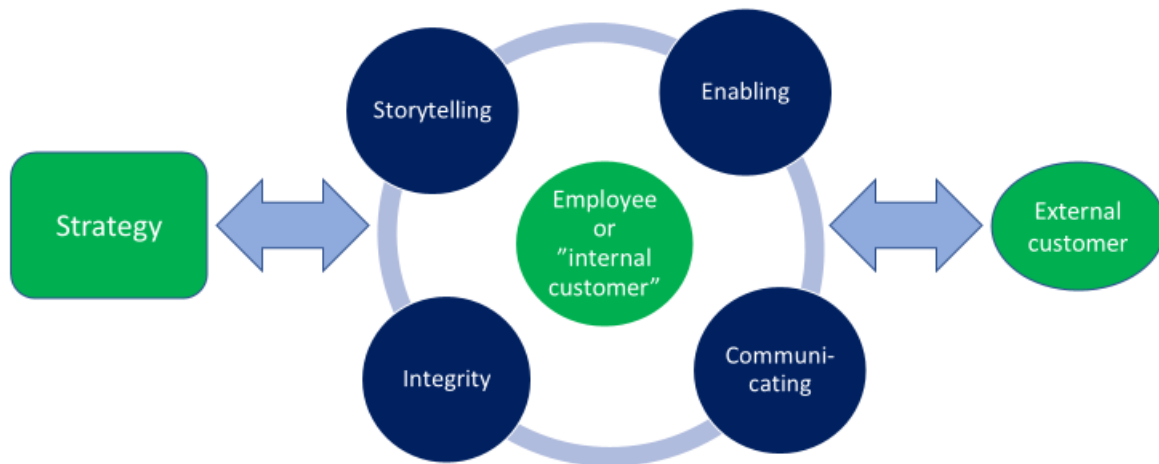 Storytelling
Enabling
Strategy
Employee
or
”internal
customer”
External
customer
Integrity
Communi-
cating